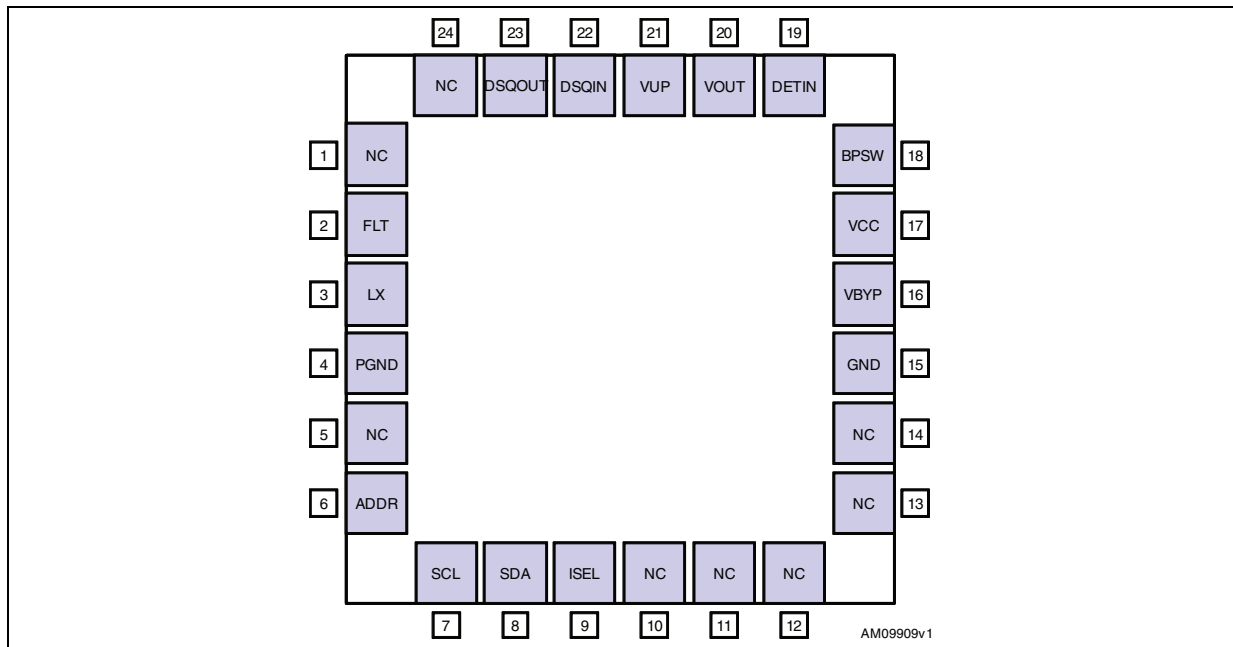 24 23 22 21 20 19
NC DSQOUT DSQIN VUP VOUT DETIN
1 NC BPSW 18
2 FLT VCC 17
3 LX VBYP 16
4 PGND GND 15
5 NC NC 14
6 ADDR NC 13
SCL SDA ISEL NC NC NC
7 8 9 10 11 12
AM09909v1